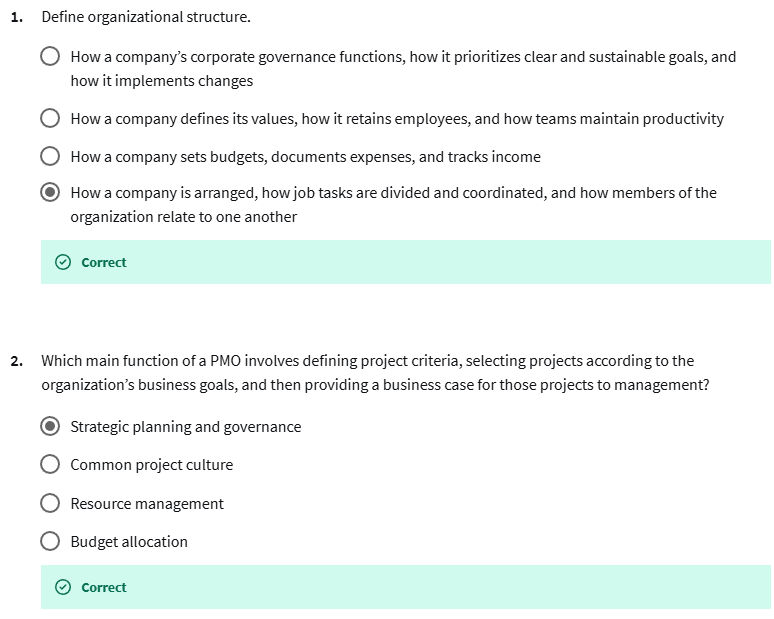 1. Define organizational structure.
How a company's corporate governance functions, how it prioritizes clear and sustainable goals, and
how it implements changes
How a company defines its values, how it retains employees, and how teams maintain productivity
How a company sets budgets, documents expenses, and tracks income
How a company is arranged, how job tasks are divided and coordinated, and how members of the
organization relate to one another
Correct
2. Which main function of a PMO involves defining project criteria, selecting projects according to the
organization's business goals, and then providing a business case for those projects to management?
Strategic planning and governance
Common project culture
Resource management
Budget allocation
Correct